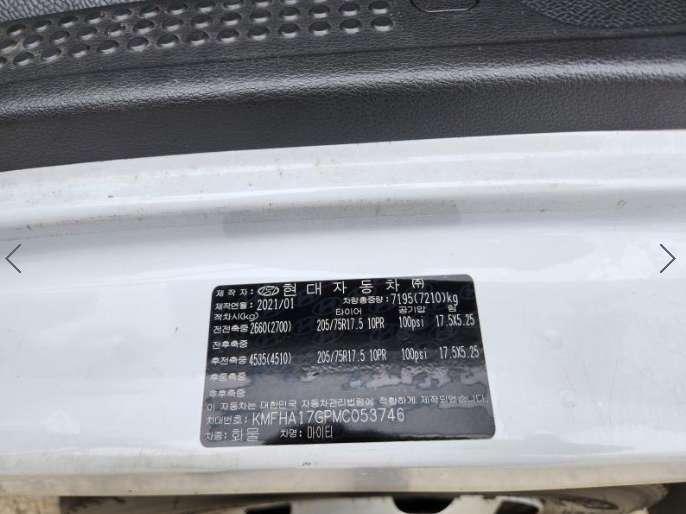 제작자: 현대자동차㈜
제작연월: 2021/01 차량총중량: 7195(7210)kg
적차시(kg) 타이어 공기압 림
전전축중 2660(2700) 205/75R17.5 10PR 100psi 17.5X5.25
전후축중
후전축중 4535(4510) 205/75R17.5 10PR 100psi 17.5X5.25
후중축중
후후축중
이 자동차는 대한민국 자동차관리법령에 적합하게 제작되었습니다.
차대번호: KMFHA17GPMC053746
차종: 화물 차명: 마이티